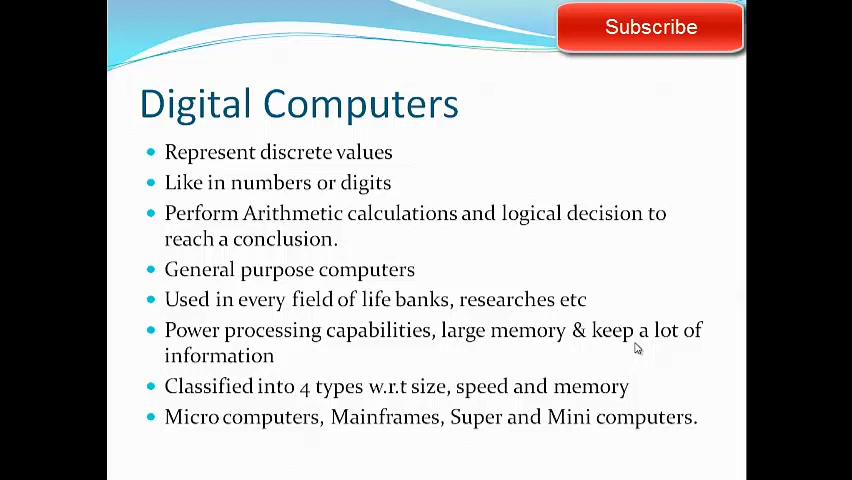 Subscribe
Digital Computers
• Represent discrete values
• Like in numbers or digits
• Perform Arithmetic calculations and logical decision to
reach a conclusion.
• General purpose computers
• Used in every field of life banks, researches etc
• Power processing capabilities, large memory & keep a lot of
information
• Classified into 4 types w.r.t size, speed and memory
• Micro computers, Mainframes, Super and Mini computers.